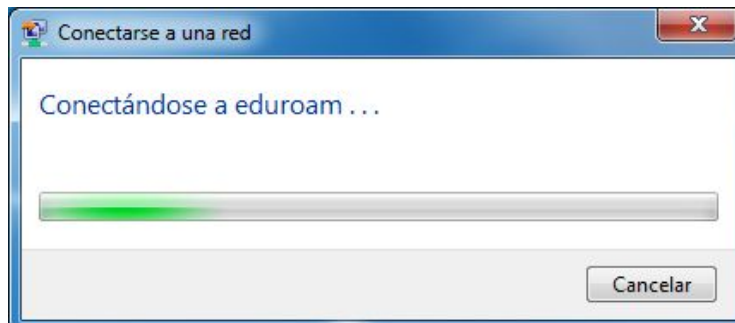 Conectarse a una red
Conectándose a eduroam . . .
Cancelar